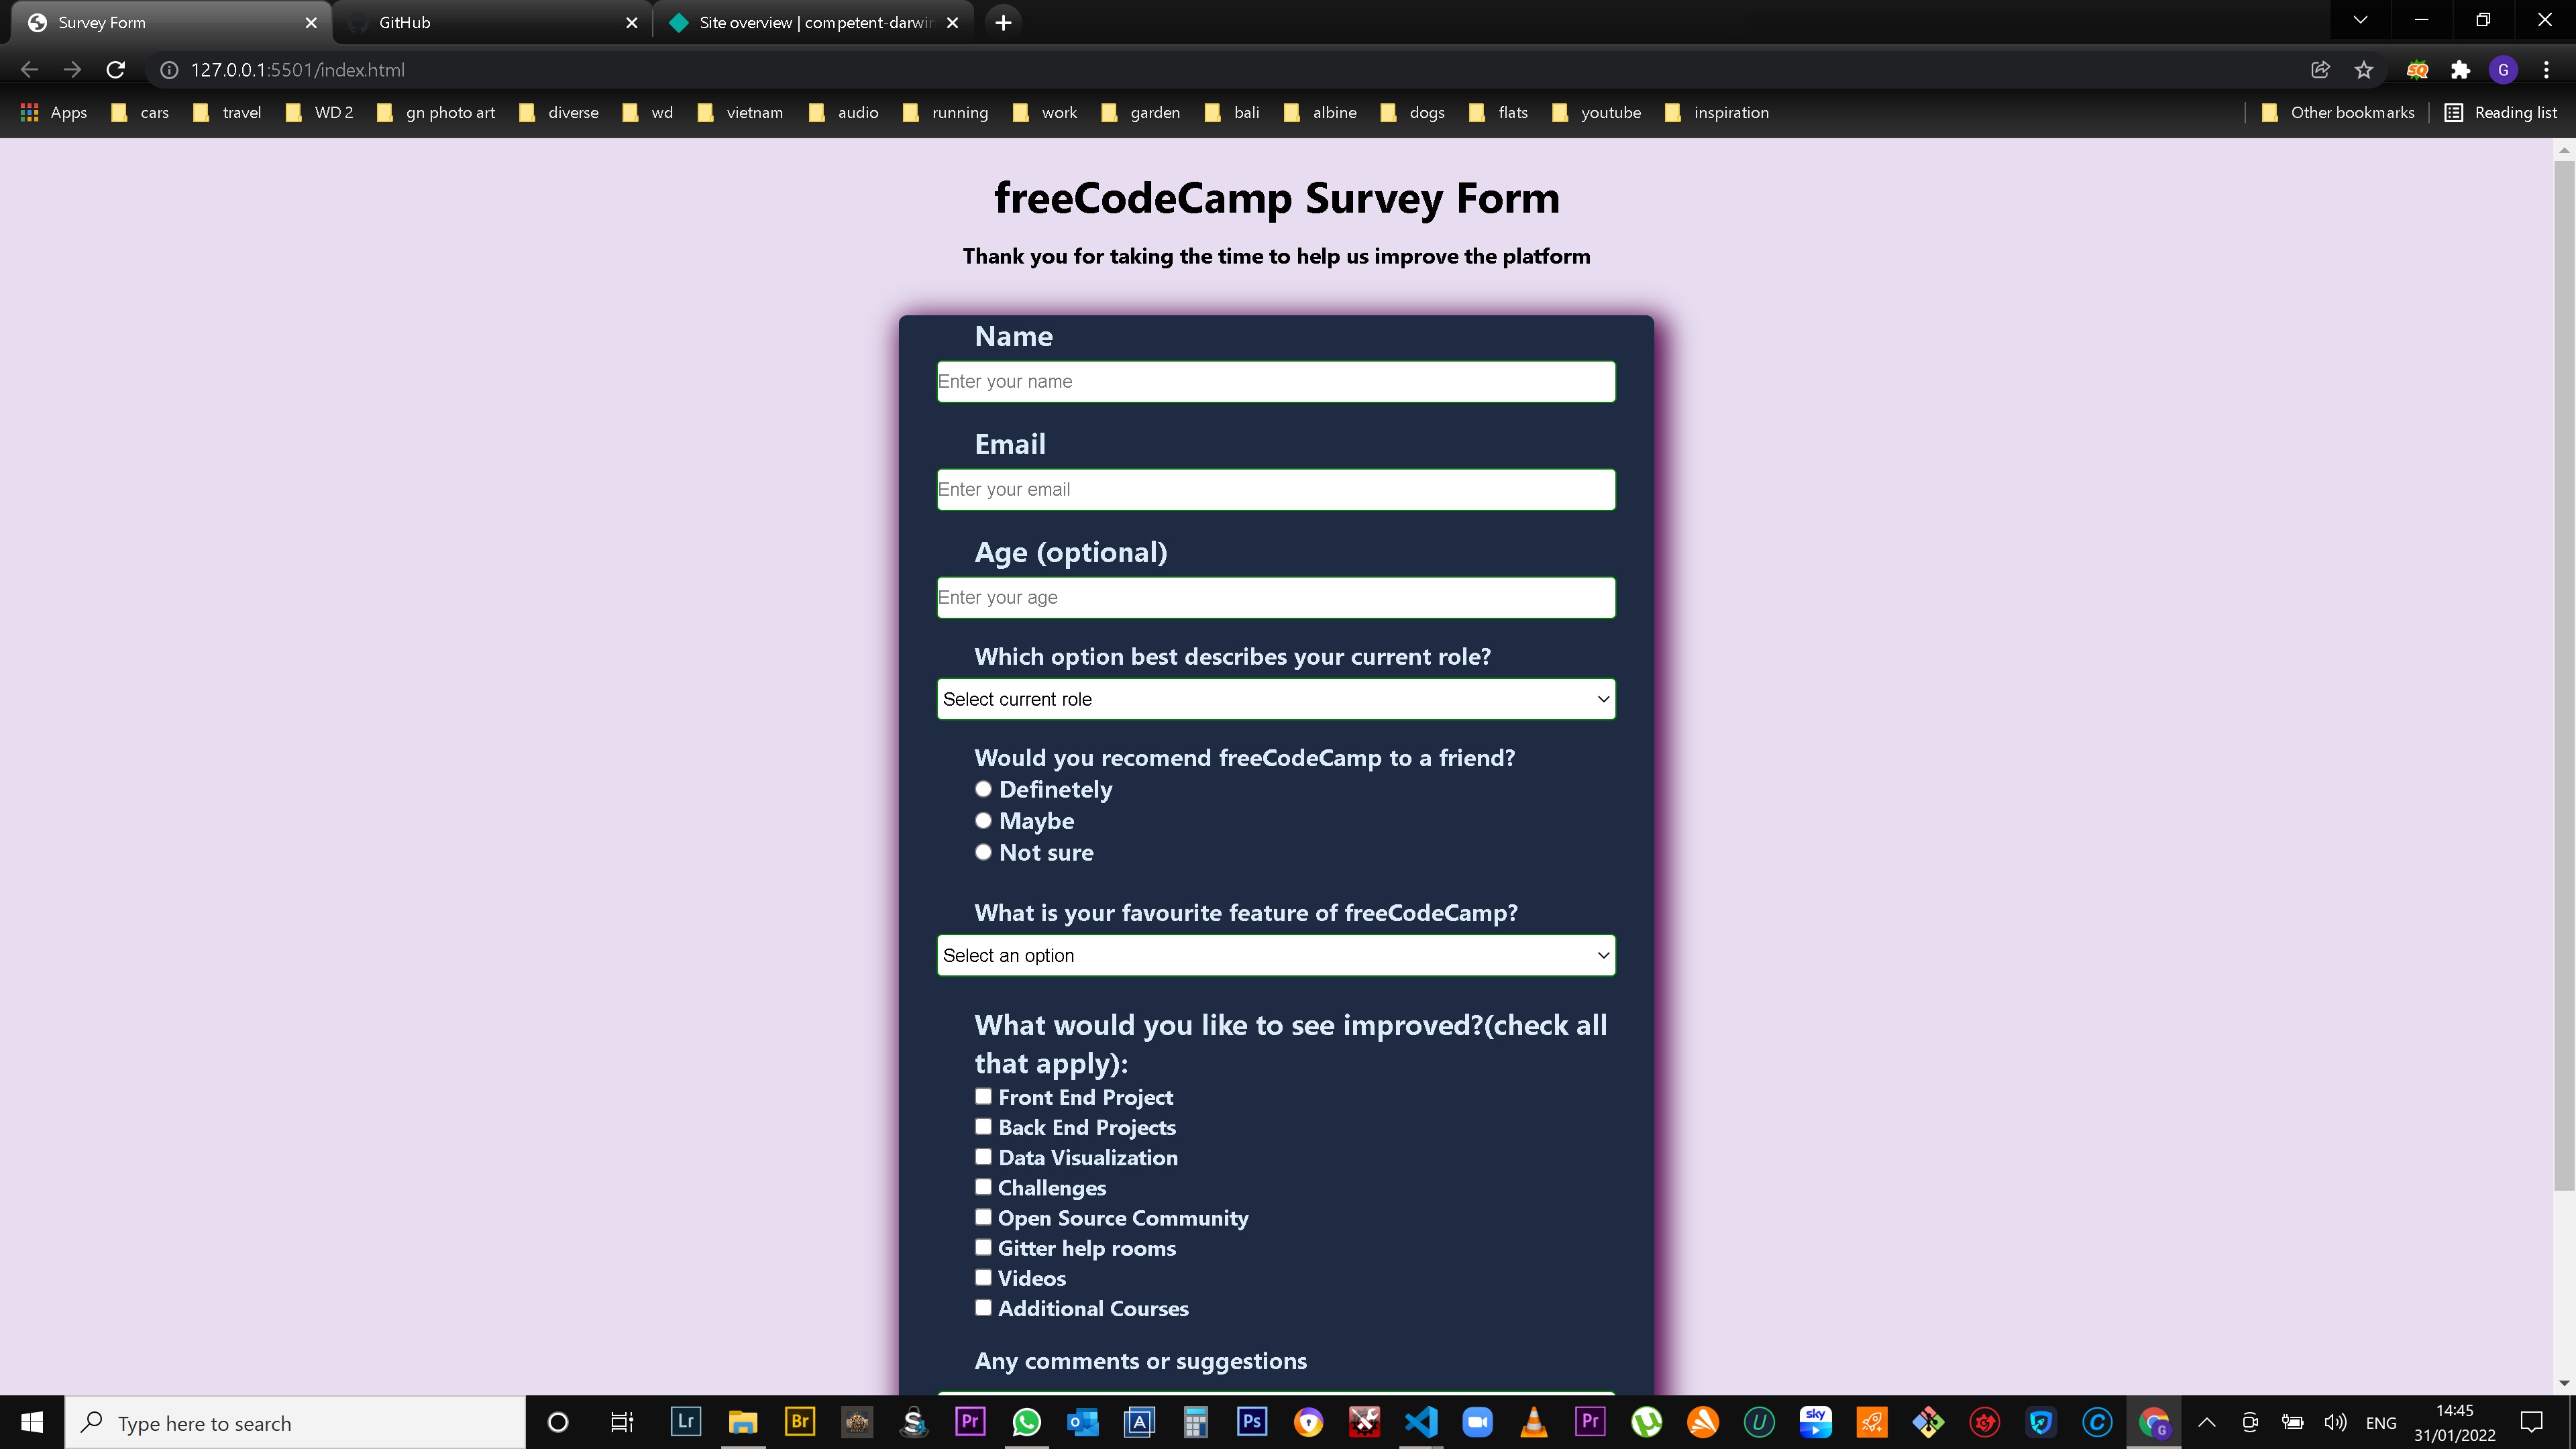 Survey Form
GitHub
Site overview | competent-darwin
127.0.0.1:5501/index.html
SQ
G
Apps
cars
travel
WD 2
gn photo art
diverse
wd
vietnam
audio
running
work
garden
bali
albine
dogs
flats
youtube
inspiration
Other bookmarks
Reading list
freeCodeCamp Survey Form
Thank you for taking the time to help us improve the platform
Name
Enter your name
Email
Enter your email
Age (optional)
Enter your age
Which option best describes your current role?
Select current role
Would you recomend freeCodeCamp to a friend?
Definetely
Maybe
Not sure
What is your favourite feature of freeCodeCamp?
Select an option
What would you like to see improved?(check all
that apply):
Front End Project
Back End Projects
Data Visualization
Challenges
Open Source Community
Gitter help rooms
Videos
Additional Courses
Any comments or suggestions
Type here to search
Lr
Br
S
Pr
A
Ps
Pr
U
sky
C
G
ENG
14:45
31/01/2022